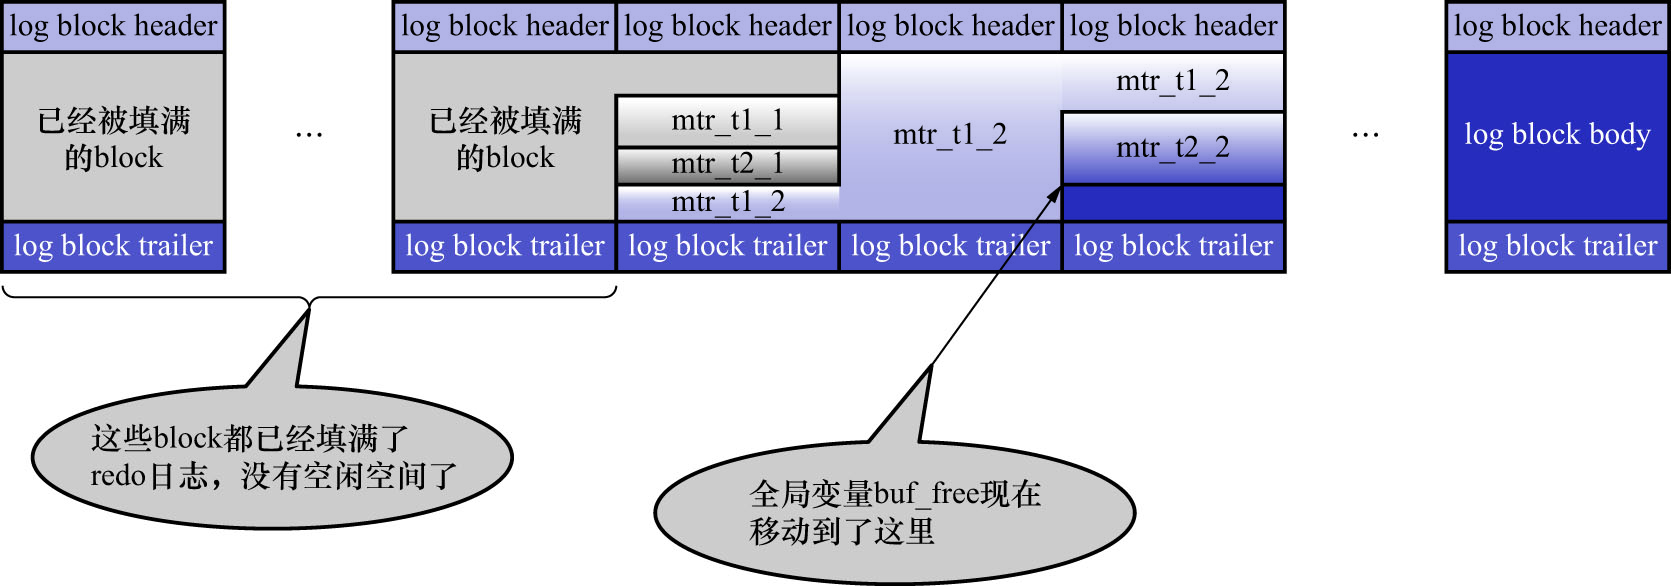 log block header
log block header
log block header
log block header
log block header
log block header
已经被填满
的block
...
已经被填满
的block
mtr_t1_1
mtr_t2_1
mtr_t1_2
mtr_t1_2
mtr_t1_2
mtr_t2_2
...
log block body
log block trailer
log block trailer
log block trailer
log block trailer
log block trailer
log block trailer
这些block都已经填满了
redo日志，没有空闲空间了
全局变量buf_free现在
移动到了这里